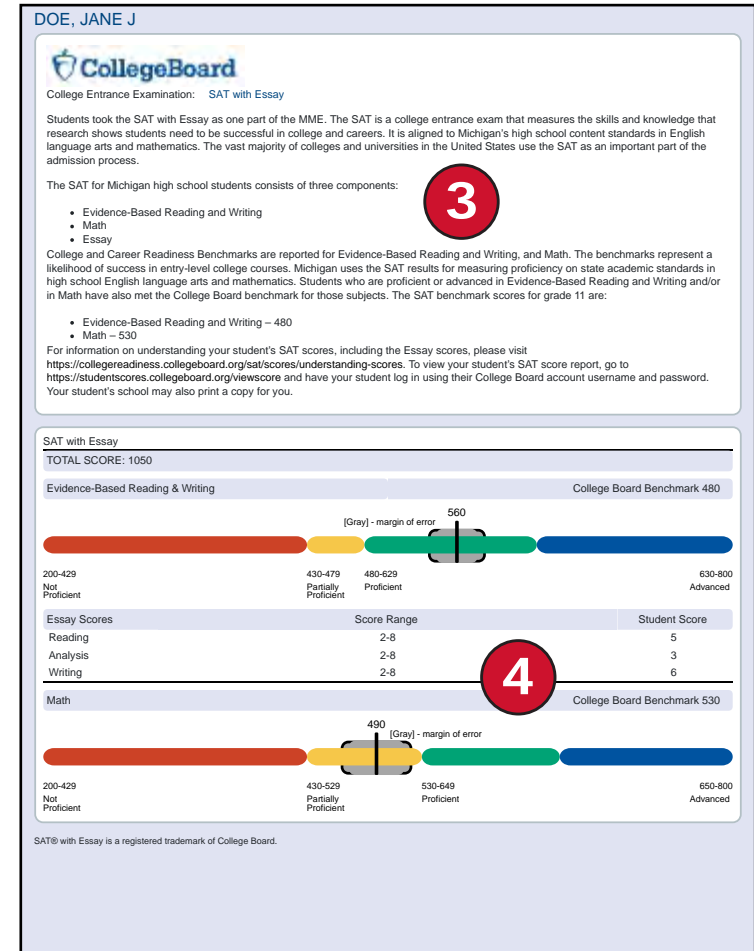 DOE, JANE J
CollegeBoard
College Entrance Examination: SAT with Essay
Students took the SAT with Essay as one part of the MME. The SAT is a college entrance exam that measures the skills and knowledge that
research shows students need to be successful in college and careers. It is aligned to Michigan's high school content standards in English
language arts and mathematics. The vast majority of colleges and universities in the United States use the SAT as an important part of the
admission process.
The SAT for Michigan high school students consists of three components:
3
• Evidence-Based Reading and Writing
• Math
• Essay
College and Career Readiness Benchmarks are reported for Evidence-Based Reading and Writing, and Math. The benchmarks represent a
likelihood of success in entry-level college courses. Michigan uses the SAT results for measuring proficiency on state academic standards in
high school English language arts and mathematics. Students who are proficient or advanced in Evidence-Based Reading and Writing and/or
in Math have also met the College Board benchmark for those subjects. The SAT benchmark scores for grade 11 are:
• Evidence-Based Reading and Writing – 480
• Math – 530
For information on understanding your student's SAT scores, including the Essay scores, please visit
https://collegereadiness.collegeboard.org/sat/scores/understanding-scores. To view your student's SAT score report, go to
https://studentscores.collegeboard.org/viewscore and have your student log in using their College Board account username and password.
Your student's school may also print a copy for you.
SAT with Essay
TOTAL SCORE: 1050
Evidence-Based Reading & Writing College Board Benchmark 480
560
[Gray] - margin of error
200-429 430-479 480-629 630-800
Not Partially Proficient Advanced
Proficient Proficient
Essay Scores Score Range Student Score
Reading 2-8 5
Analysis 2-8 3
Writing 2-8 6
4
Math College Board Benchmark 530
490
[Gray] - margin of error
200-429 430-529 530-649 650-800
Not Partially Proficient Advanced
Proficient Proficient
SAT® with Essay is a registered trademark of College Board.